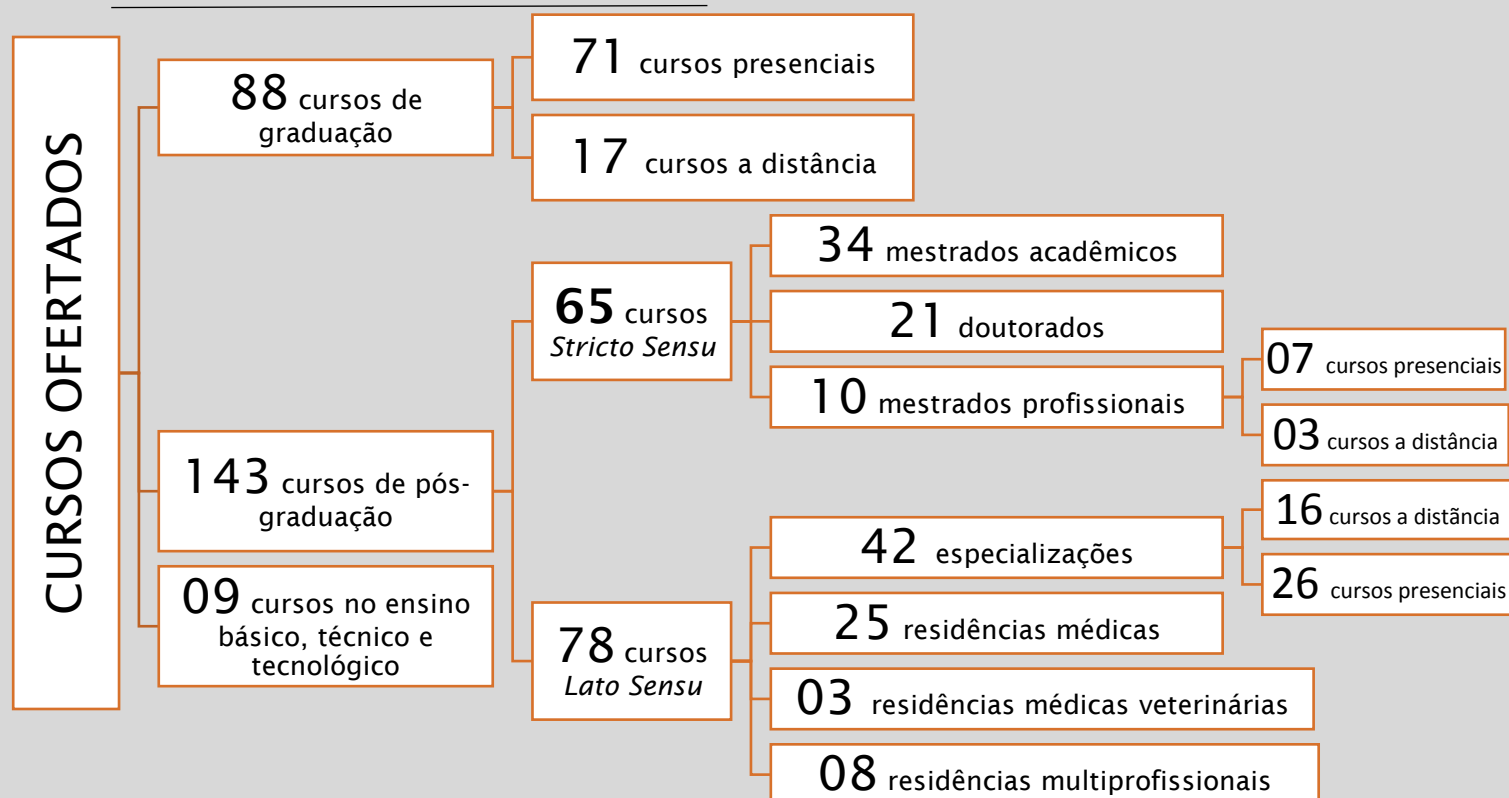 CURSOS OFERTADOS
88 cursos de
graduação
71 cursos presenciais
17 cursos a distância
143 cursos de pós-
graduação
65 cursos
Stricto Sensu
34 mestrados acadêmicos
21 doutorados
10 mestrados profissionais
07 cursos presenciais
03 cursos a distância
78 cursos
Lato Sensu
42 especializações
16 cursos a distãncia
26 cursos presenciais
25 residências médicas
03 residências médicas veterinárias
08 residências multiprofissionais
09 cursos no ensino
básico, técnico e
tecnológico